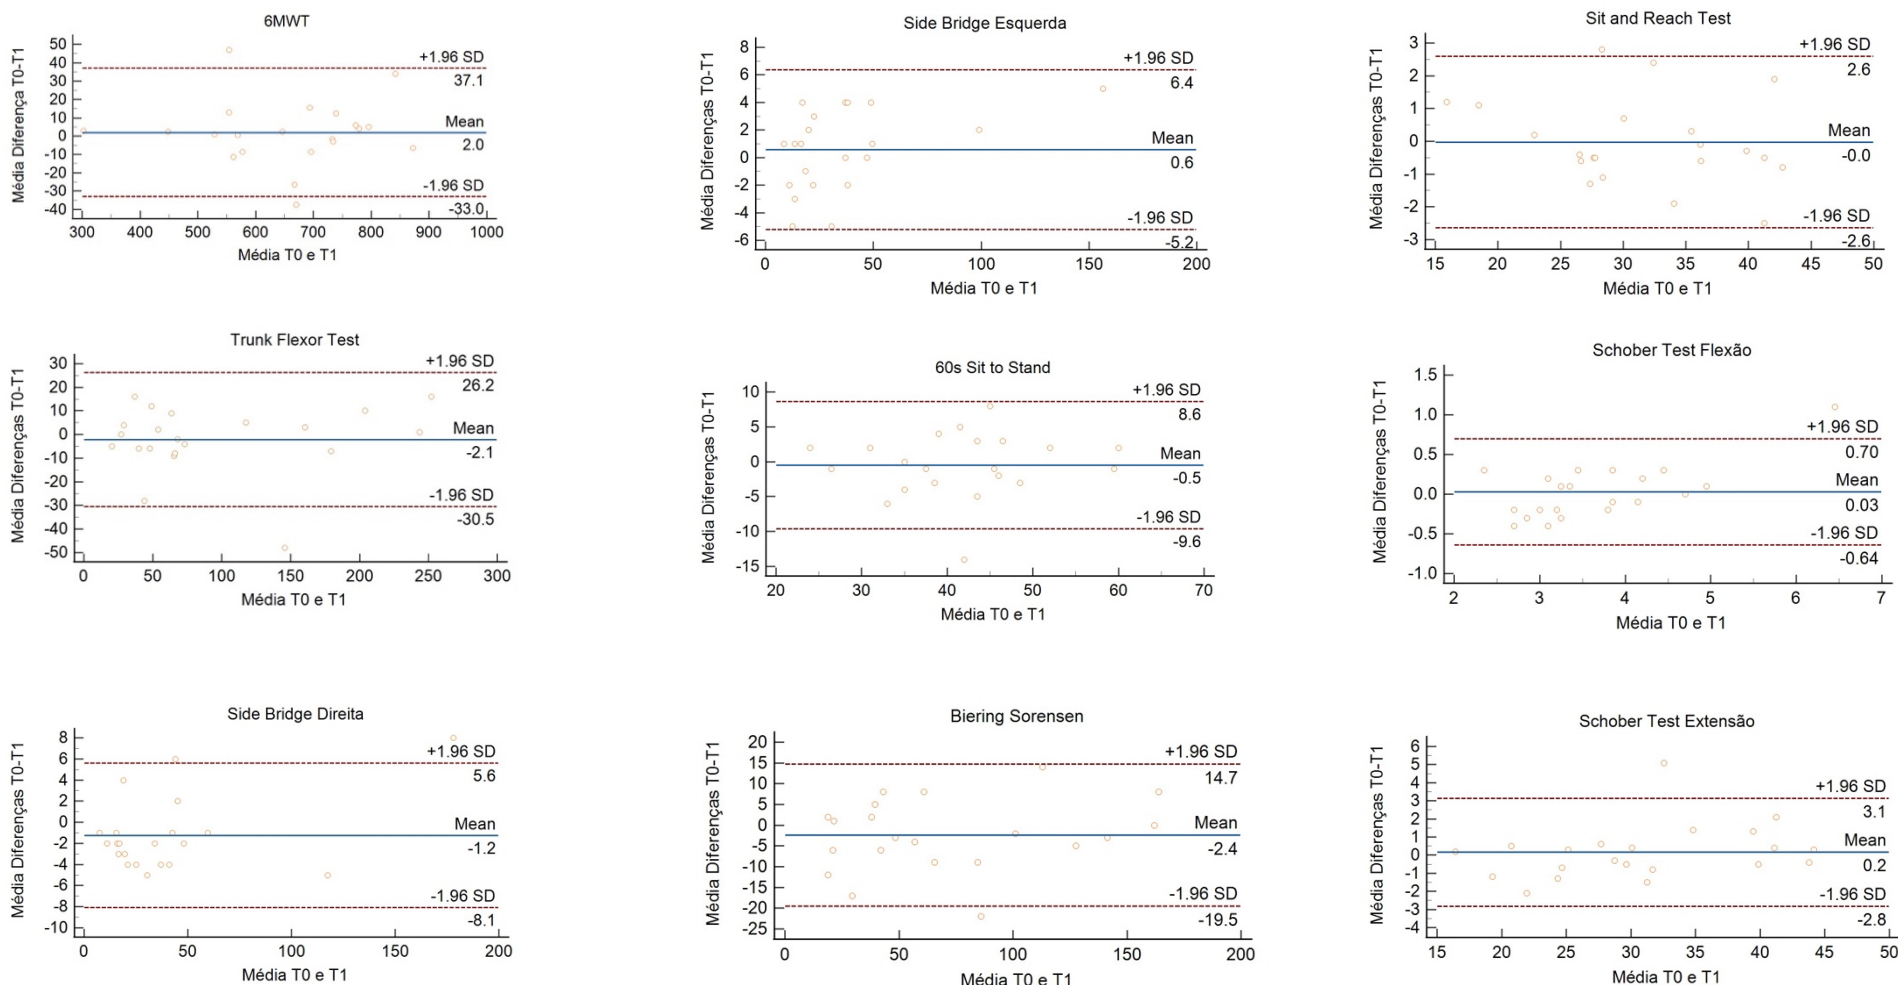 6MWT
Média Diferença T0-T1
50
40
30
20
10
0
-10
-20
-30
-40
+1.96 SD
37.1
Mean
2.0
-1.96 SD
-33.0
300 400 500 600 700 800 900 1000
Média T0 e T1
Side Bridge Esquerda
Média Diferenças T0-T1
8
6
4
2
0
-2
-4
-6
+1.96 SD
6.4
Mean
0.6
-1.96 SD
-5.2
0 50 100 150 200
Média T0 e T1
Sit and Reach Test
Média Diferenças T0-T1
3
2
1
0
-1
-2
-3
+1.96 SD
2.6
Mean
-0.0
-1.96 SD
-2.6
15 20 25 30 35 40 45 50
Média T0 e T1
Trunk Flexor Test
Média Diferenças T0-T1
30
20
10
0
-10
-20
-30
-40
-50
+1.96 SD
26.2
Mean
-2.1
-1.96 SD
-30.5
0 50 100 150 200 250 300
Média T0 e T1
60s Sit to Stand
Média Diferenças T0-T1
10
5
0
-5
-10
-15
+1.96 SD
8.6
Mean
-0.5
-1.96 SD
-9.6
20 30 40 50 60 70
Média T0 e T1
Schober Test Flexão
Média Diferenças T0-T1
1.5
1.0
0.5
0.0
-0.5
-1.0
+1.96 SD
0.70
Mean
0.03
-1.96 SD
-0.64
2 3 4 5 6 7
Média T0 e T1
Side Bridge Direita
Média Diferenças T0-T1
8
6
4
2
0
-2
-4
-6
-8
-10
+1.96 SD
5.6
Mean
-1.2
-1.96 SD
-8.1
0 50 100 150 200
Média T0 e T1
Biering Sorensen
Média Diferenças T0-T1
20
15
10
5
0
-5
-10
-15
-20
-25
+1.96 SD
14.7
Mean
-2.4
-1.96 SD
-19.5
0 50 100 150 200
Média T0 e T1
Schober Test Extensão
Média Diferenças T0-T1
6
5
4
3
2
1
0
-1
-2
-3
-4
+1.96 SD
3.1
Mean
0.2
-1.96 SD
-2.8
15 20 25 30 35 40 45 50
Média T0 e T1